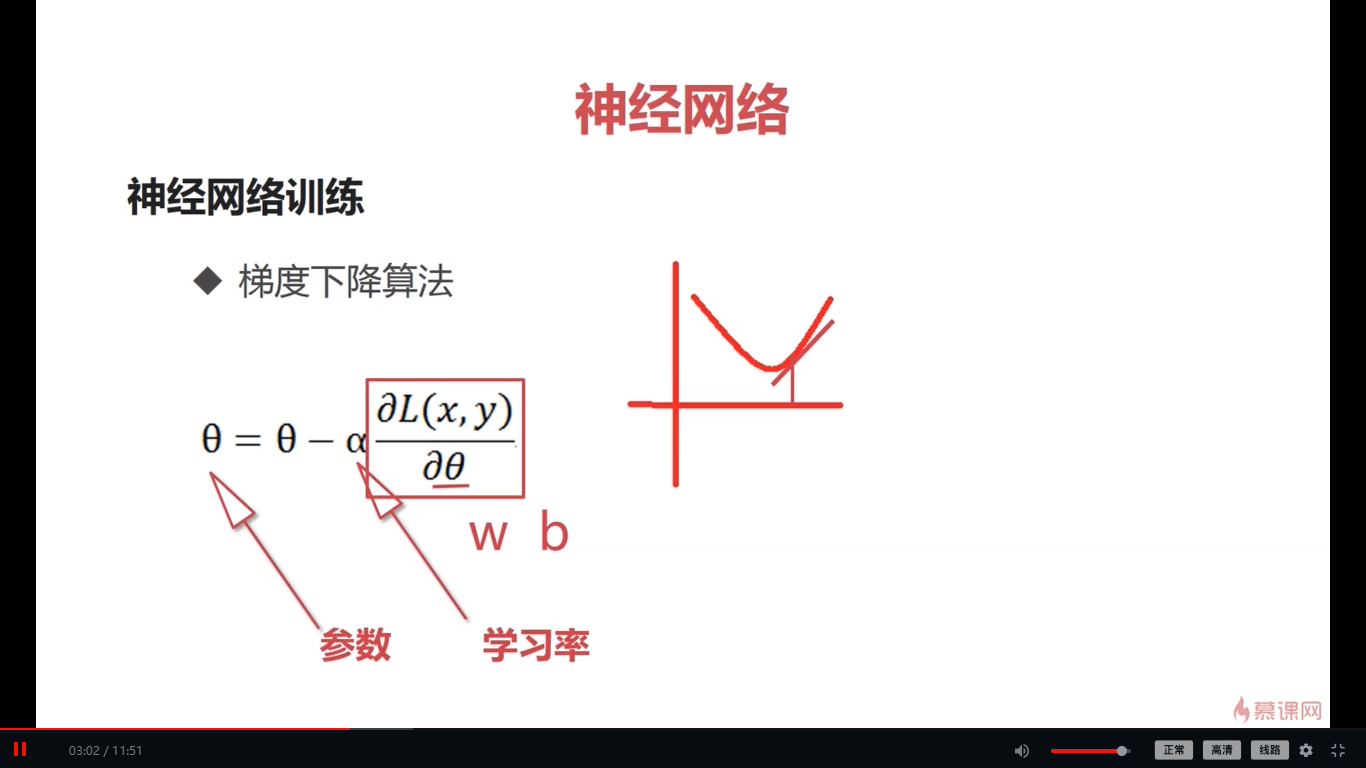 神经网络
神经网络训练
◆ 梯度下降算法
θ = θ − α ∂L(x, y) / ∂θ
w b
参数 学习率
慕课网
03:02 / 11:51 正常 高清 线路